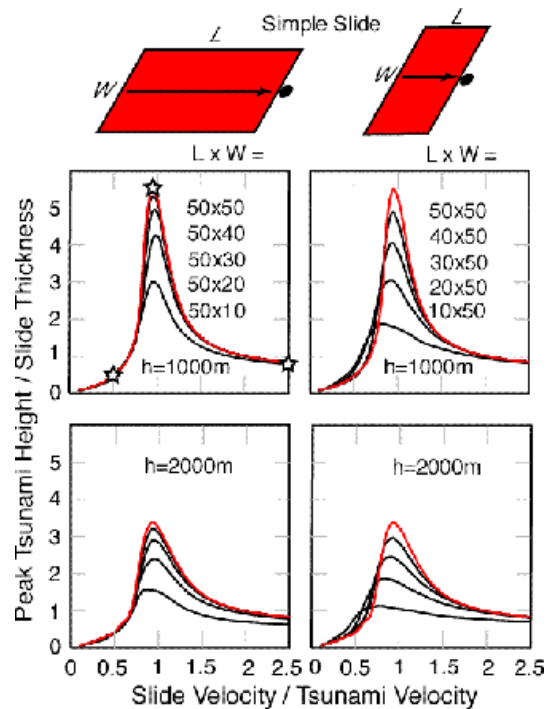 Simple Slide
L
W
L
W
L x W =
L x W =
Peak Tsunami Height / Slide Thickness
5
4
3
2
1
0
50x50
50x40
50x30
50x20
50x10
h=1000m
50x50
40x50
30x50
20x50
10x50
h=1000m
5
4
3
2
1
0
h=2000m
h=2000m
0 0.5 1 1.5 2 2.5 0 0.5 1 1.5 2 2.5
Slide Velocity / Tsunami Velocity